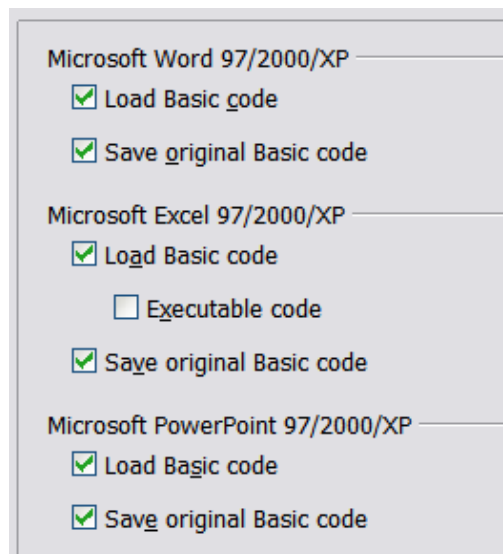 Microsoft Word 97/2000/XP
Load Basic code
Save original Basic code
Microsoft Excel 97/2000/XP
Load Basic code
Executable code
Save original Basic code
Microsoft PowerPoint 97/2000/XP
Load Basic code
Save original Basic code